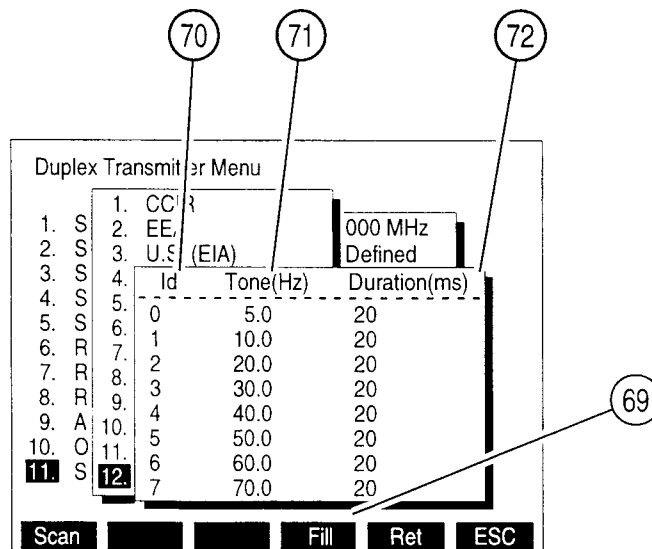 70 71 72
Duplex Transmitter Menu
1. CCIR
1. S 2. EEA 000 MHz
2. S 3. U.S. (EIA) Defined
3. S 4. Id Tone(Hz) Duration(ms)
4. S 5. 0 5.0 20
5. S 6. 1 10.0 20
6. R 7. 2 20.0 20
7. R 8. 3 30.0 20
8. R 9. 4 40.0 20
9. A 10. 5 50.0 20
10. O 11. 6 60.0 20
11. S 12. 7 70.0 20
69
Scan Fill Ret ESC